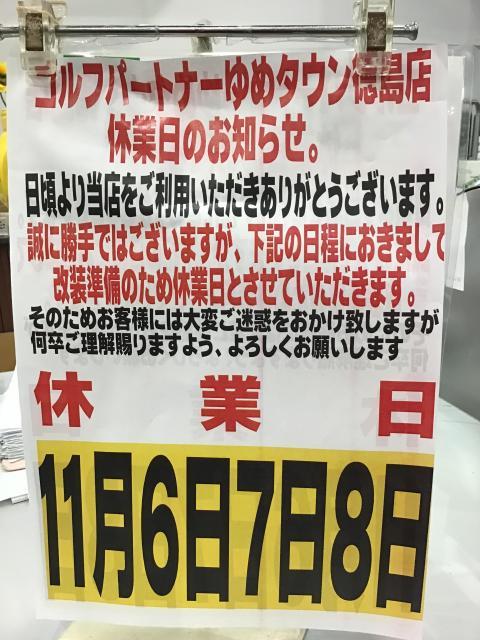 ゴルフパートナーゆめタウン徳島店
休業日のお知らせ。
日頃より当店をご利用いただきありがとうございます。
誠に勝手ではございますが、下記の日程におきまして
改装準備のため休業日とさせていただきます。
そのためお客様には大変ご迷惑をおかけ致しますが
何卒ご理解賜りますよう、よろしくお願いします
休業日
11月6日7日8日